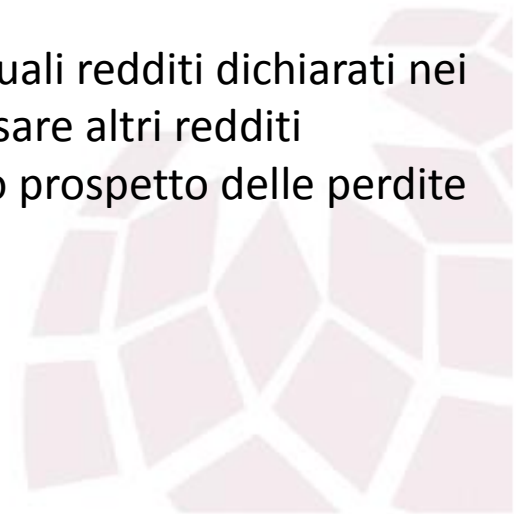 uali redditi dichiarati nei
sare altri redditi
o prospetto delle perdite